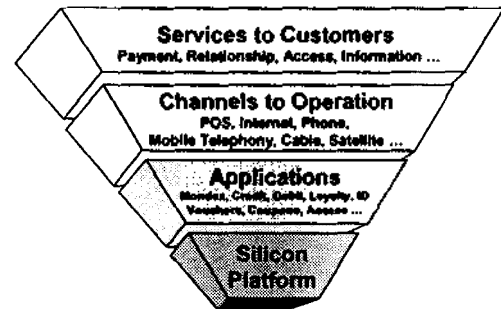 Services to Customers
Payment, Relationship, Access, Information ...
Channels to Operation
POS, Internet, Phone,
Mobile Telephony, Cable, Satellite ...
Applications
Mondex, Credit, Debit, Loyalty, ID
Vouchers, Coupons, Access ...
Silicon
Platform